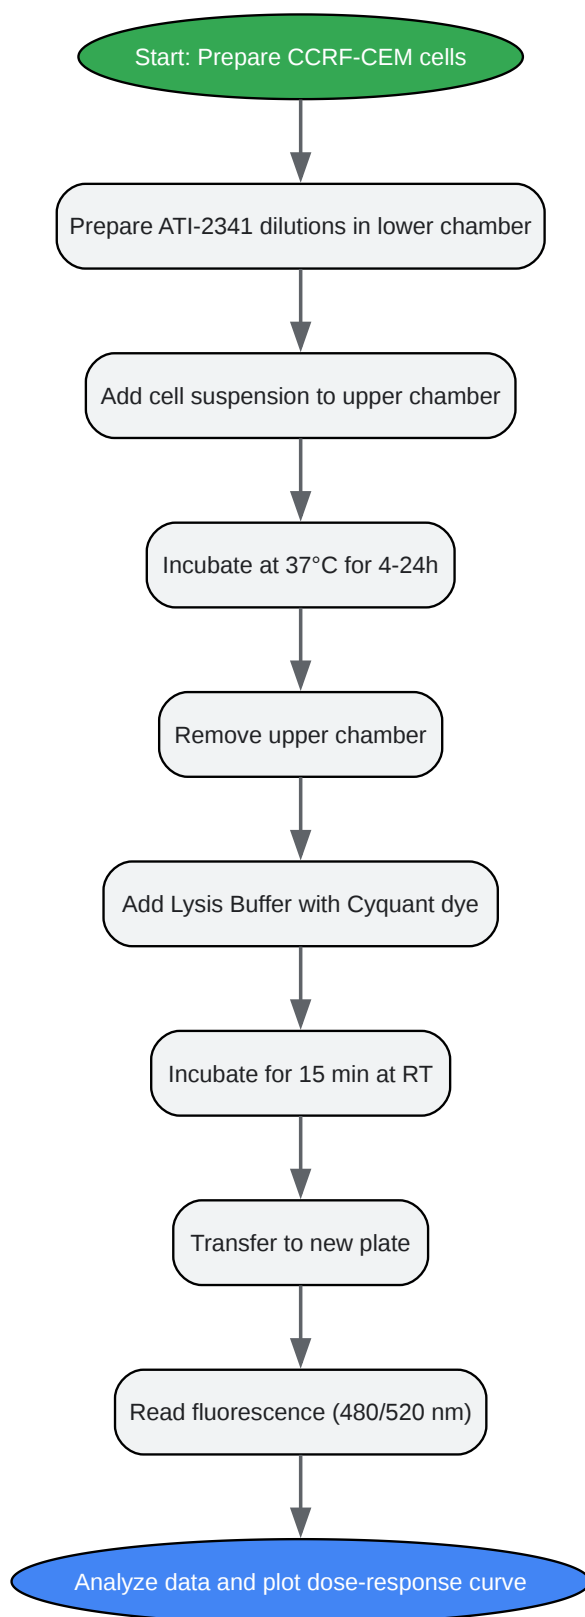 Start: Prepare CCRF-CEM cells
Prepare ATI-2341 dilutions in lower chamber
Add cell suspension to upper chamber
Incubate at 37°C for 4-24h
Remove upper chamber
Add Lysis Buffer with Cyquant dye
Incubate for 15 min at RT
Transfer to new plate
Read fluorescence (480/520 nm)
Analyze data and plot dose-response curve